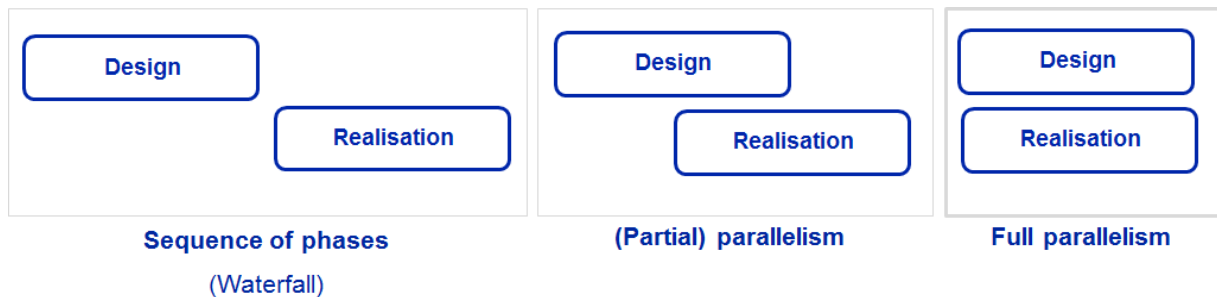 Design
Realisation
Sequence of phases
(Waterfall)
Design
Realisation
(Partial) parallelism
Design
Realisation
Full parallelism